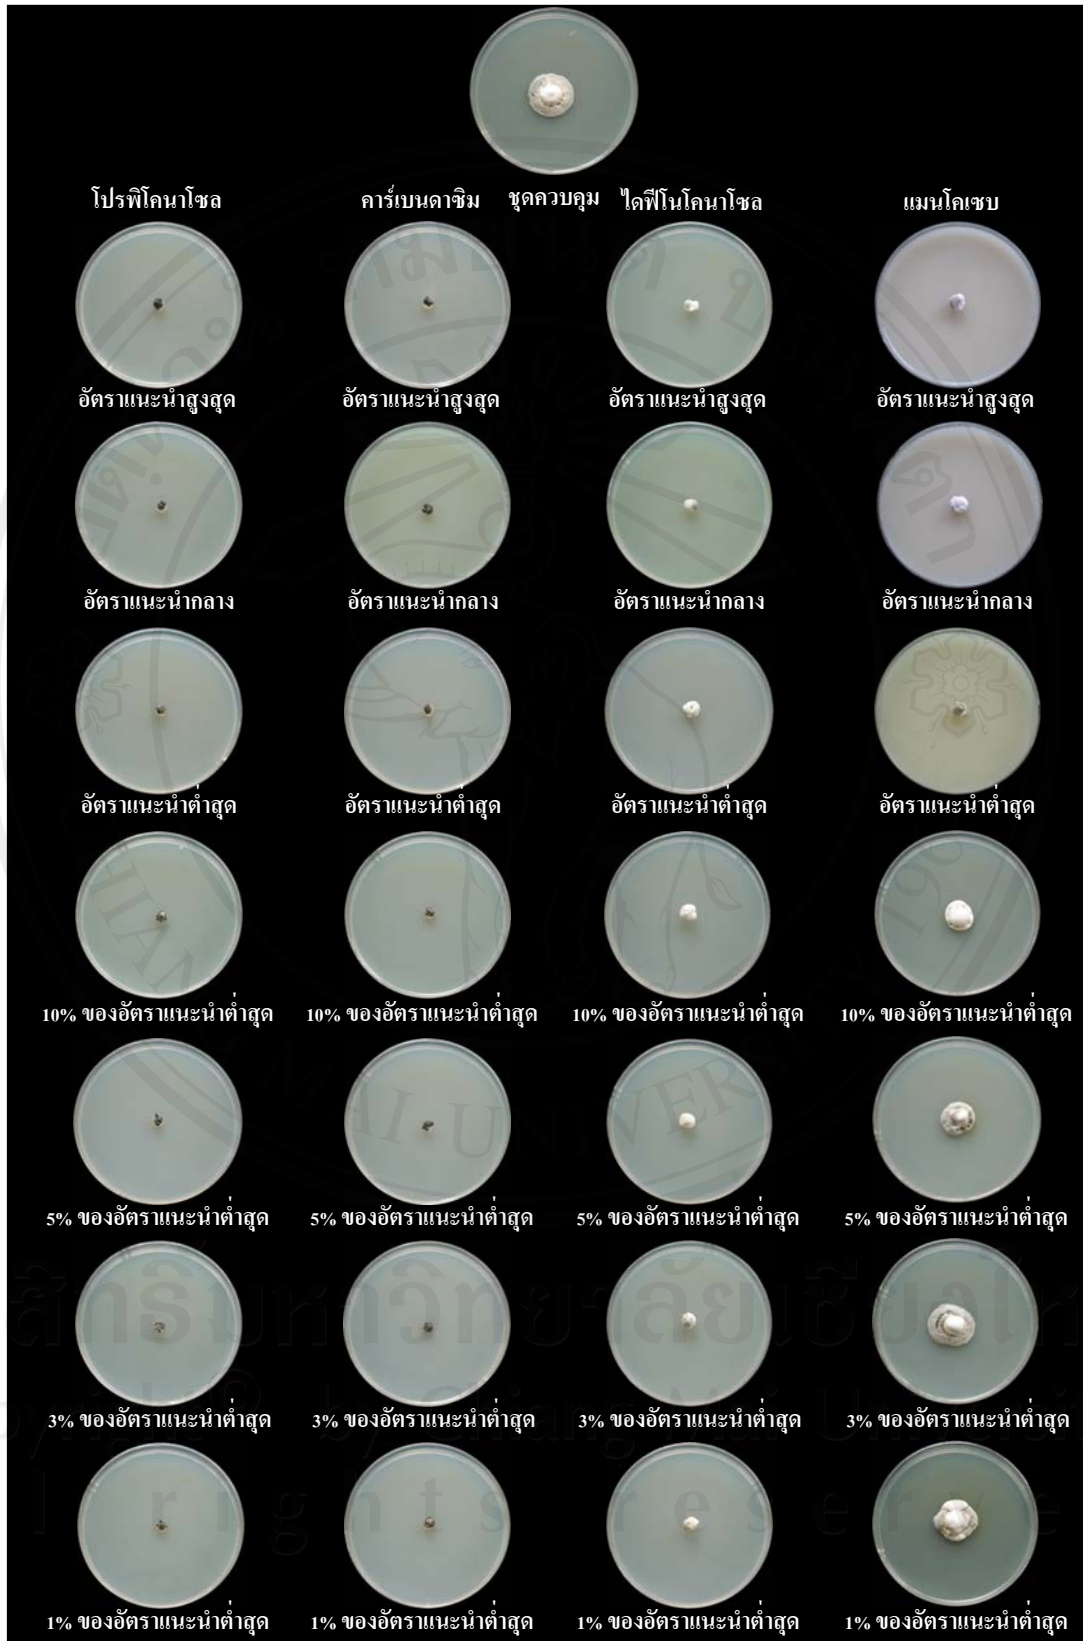 โปรพิโคนาโซล คาร์เบนดาซิม ชุดควบคุม ไดฟีโนโคนาโซล แมนโคเซบ
อัตราแนะนำสูงสุด อัตราแนะนำสูงสุด อัตราแนะนำสูงสุด อัตราแนะนำสูงสุด
อัตราแนะนำกลาง อัตราแนะนำกลาง อัตราแนะนำกลาง อัตราแนะนำกลาง
อัตราแนะนำต่ำสุด อัตราแนะนำต่ำสุด อัตราแนะนำต่ำสุด อัตราแนะนำต่ำสุด
10% ของอัตราแนะนำต่ำสุด 10% ของอัตราแนะนำต่ำสุด 10% ของอัตราแนะนำต่ำสุด 10% ของอัตราแนะนำต่ำสุด
5% ของอัตราแนะนำต่ำสุด 5% ของอัตราแนะนำต่ำสุด 5% ของอัตราแนะนำต่ำสุด 5% ของอัตราแนะนำต่ำสุด
3% ของอัตราแนะนำต่ำสุด 3% ของอัตราแนะนำต่ำสุด 3% ของอัตราแนะนำต่ำสุด 3% ของอัตราแนะนำต่ำสุด
1% ของอัตราแนะนำต่ำสุด 1% ของอัตราแนะนำต่ำสุด 1% ของอัตราแนะนำต่ำสุด 1% ของอัตราแนะนำต่ำสุด